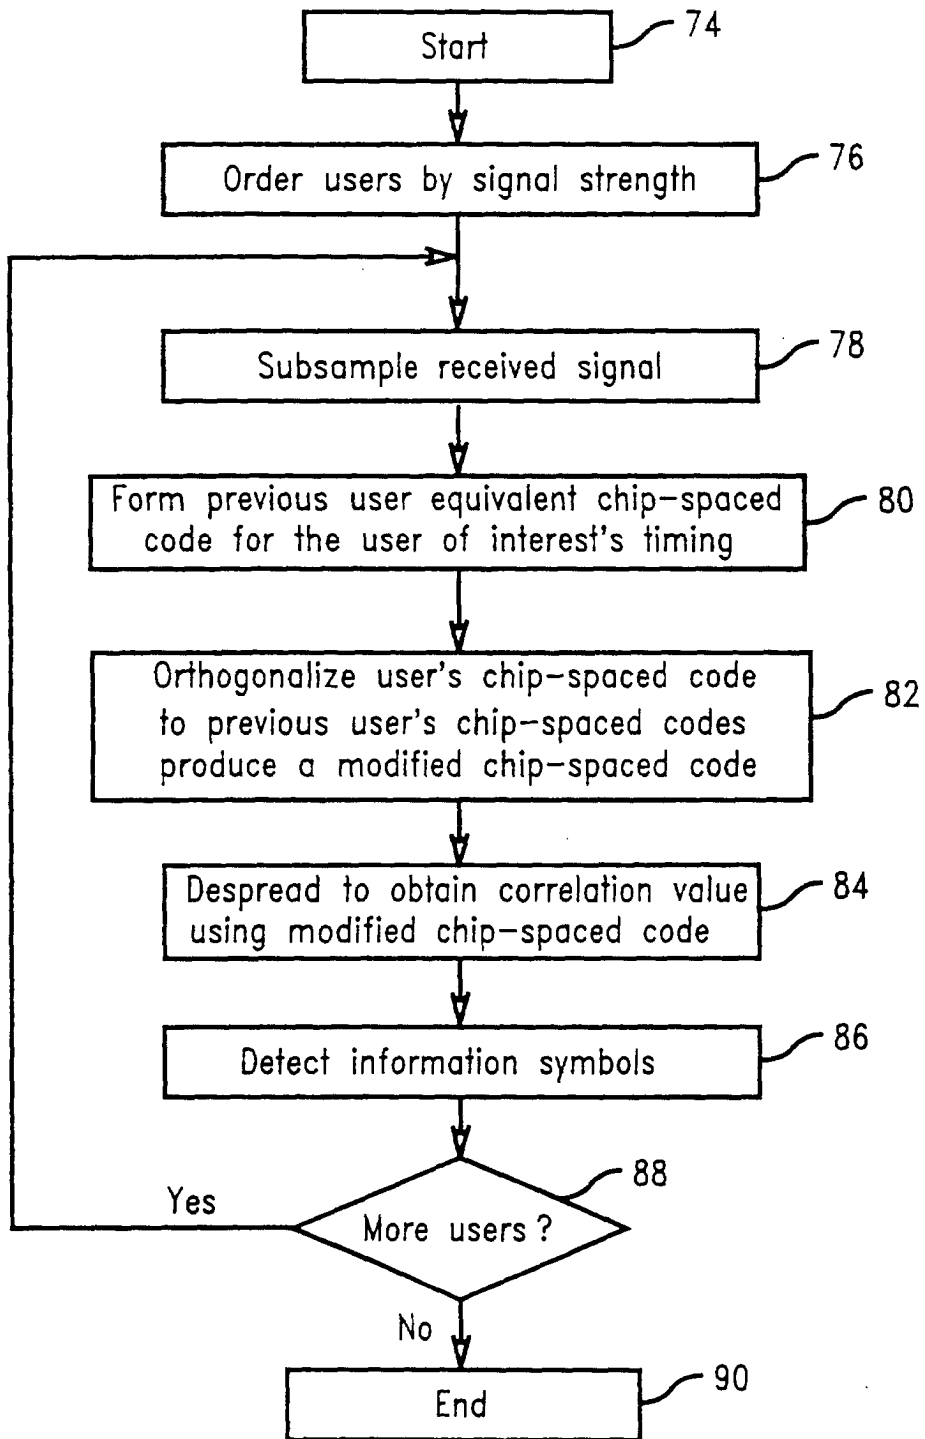 Start
74
Order users by signal strength
76
Subsample received signal
78
Form previous user equivalent chip-spaced
code for the user of interest's timing
80
Orthogonalize user's chip-spaced code
to previous user's chip-spaced codes
produce a modified chip-spaced code
82
Despread to obtain correlation value
using modified chip-spaced code
84
Detect information symbols
86
More users ?
88
Yes
No
End
90